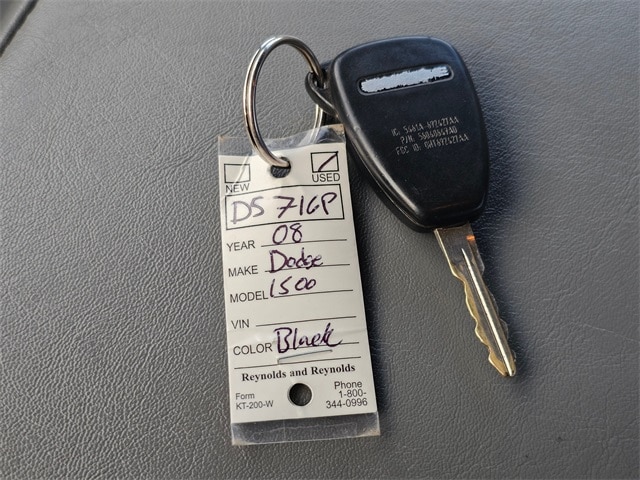 NEW
USED
DS 716P
YEAR 08
MAKE Dodge
MODEL 1500
VIN
COLOR Black
Reynolds and Reynolds
Form
KT-200-W
Phone
1-800-
344-0996
P/N. 56040649AD